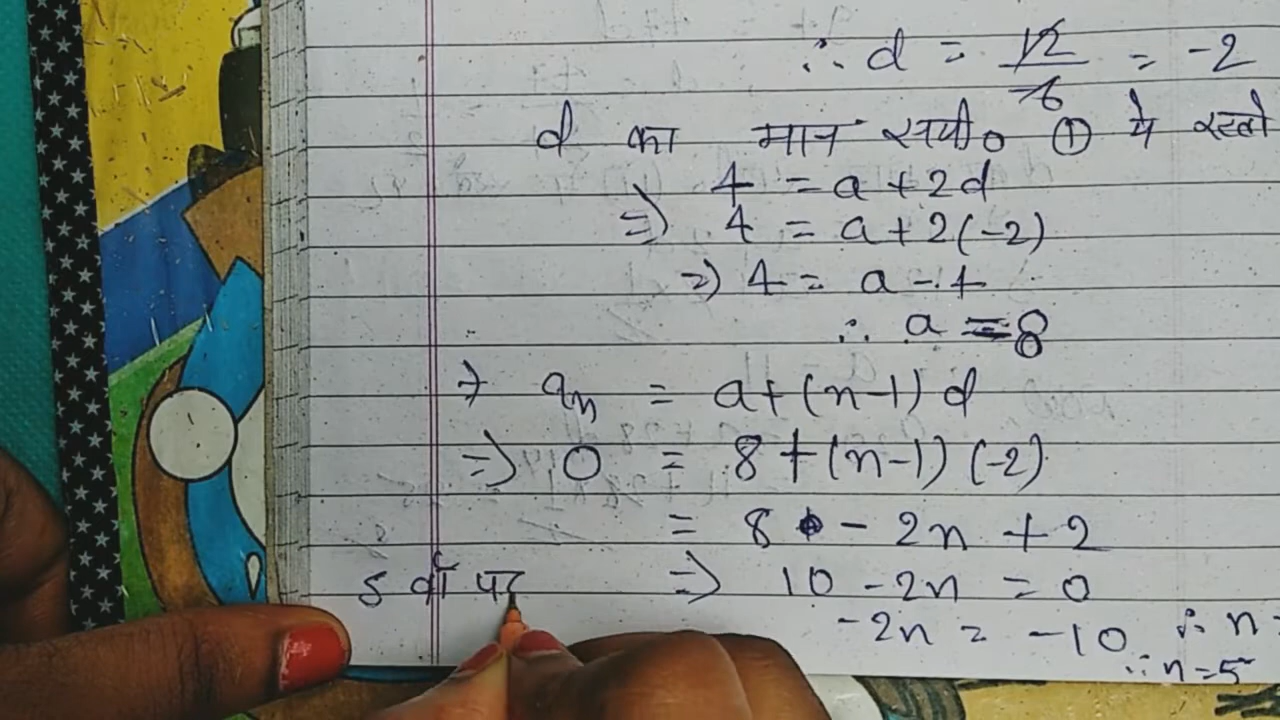 ∴ d = 12/-6 = -2
d का मान समी० ① मे रखने
4 = a + 2d
=) 4 = a + 2(-2)
=) 4 = a - 4
∴ a = 8
→ an = a + (n-1) d
=) 0 = 8 + (n-1) (-2)
= 8 - 2n + 2
=) 10 - 2n = 0
-2n = -10 ∴ n =
∴ n = 5
5 वाँ पद